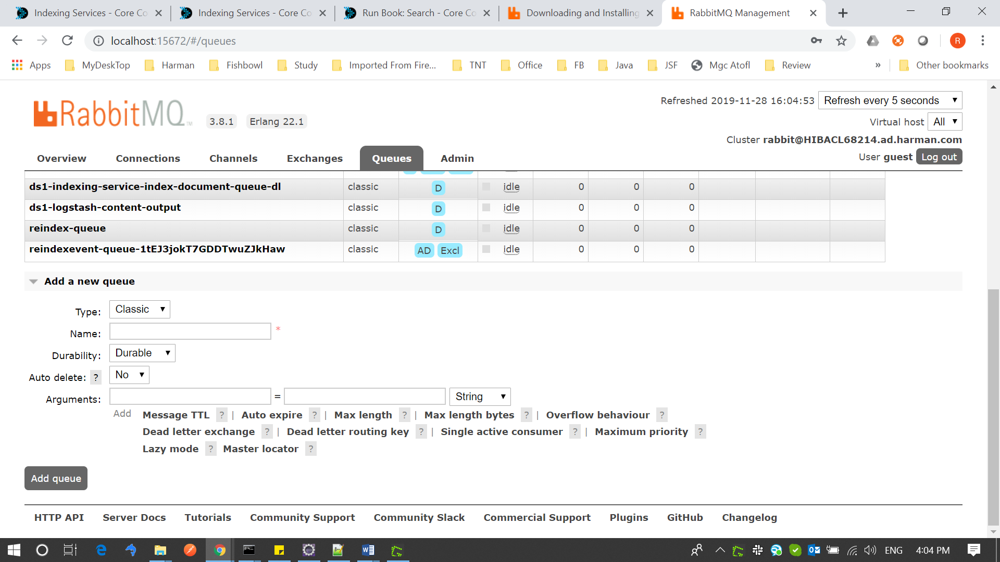 Indexing Services - Core Co
Indexing Services - Core Co
Run Book: Search - Core Co
Downloading and Installing
RabbitMQ Management
localhost:15672/#/queues
R
Apps MyDeskTop Harman Fishbowl Study Imported From Fire... TNT Office FB Java JSF Mgc Atofl Review » Other bookmarks
RabbitMQ™ 3.8.1 Erlang 22.1
Refreshed 2019-11-28 16:04:53 Refresh every 5 seconds
Virtual host All
Cluster rabbit@HIBACL68214.ad.harman.com
User guest Log out
Overview Connections Channels Exchanges Queues Admin
ds1-indexing-service-index-document-queue-dl classic D idle 0 0 0
ds1-logstash-content-output classic D idle 0 0 0
reindex-queue classic D idle 0 0 0
reindexevent-queue-1tEJ3jokT7GDDTwuZJkHaw classic AD Excl idle 0 0 0
Add a new queue
Type: Classic
Name: *
Durability: Durable
Auto delete: ? No
Arguments: = String
Add Message TTL ? | Auto expire ? | Max length ? | Max length bytes ? | Overflow behaviour ?
Dead letter exchange ? | Dead letter routing key ? | Single active consumer ? | Maximum priority ?
Lazy mode ? Master locator ?
Add queue
HTTP API Server Docs Tutorials Community Support Community Slack Commercial Support Plugins GitHub Changelog
ENG 4:04 PM